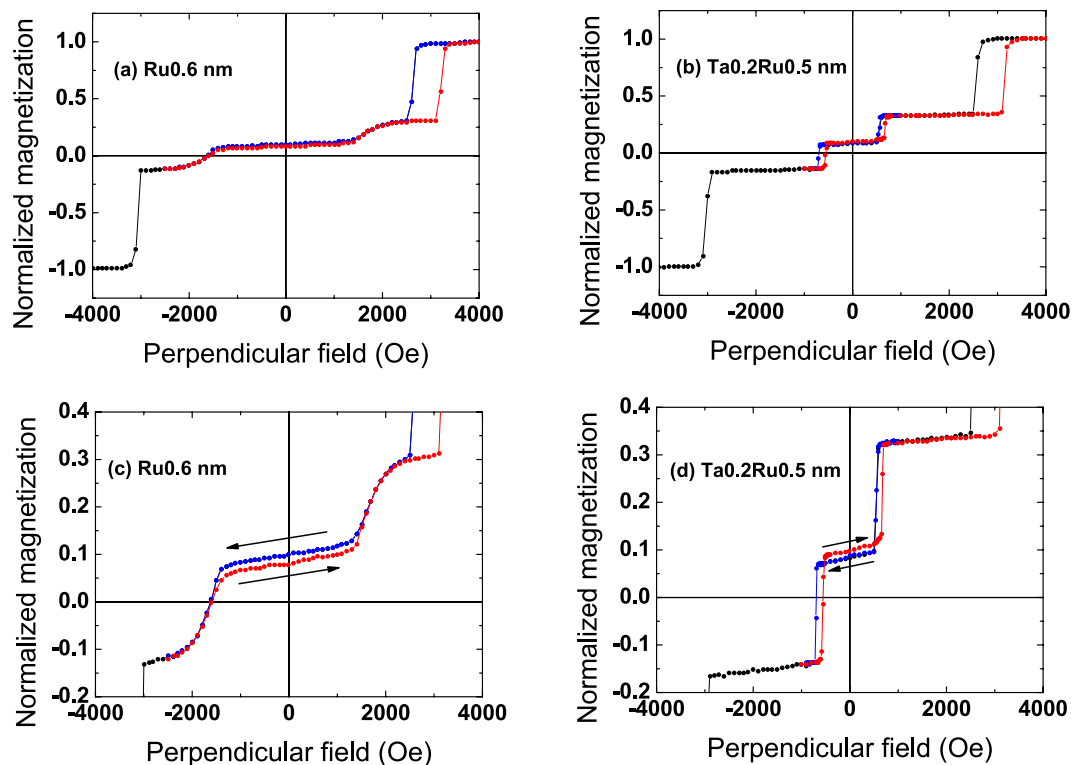 1.0
0.5
0.0
-0.5
-1.0
Normalized magnetization
(a) Ru0.6 nm
-4000 -2000 0 2000 4000
Perpendicular field (Oe)
1.0
0.5
0.0
-0.5
-1.0
Normalized magnetization
(b) Ta0.2Ru0.5 nm
-4000 -2000 0 2000 4000
Perpendicular field (Oe)
0.4
0.3
0.2
0.1
0.0
-0.1
-0.2
Normalized magnetization
(c) Ru0.6 nm
-4000 -2000 0 2000 4000
Perpendicular field (Oe)
0.4
0.3
0.2
0.1
0.0
-0.1
-0.2
Normalized magnetization
(d) Ta0.2Ru0.5 nm
-4000 -2000 0 2000 4000
Perpendicular field (Oe)